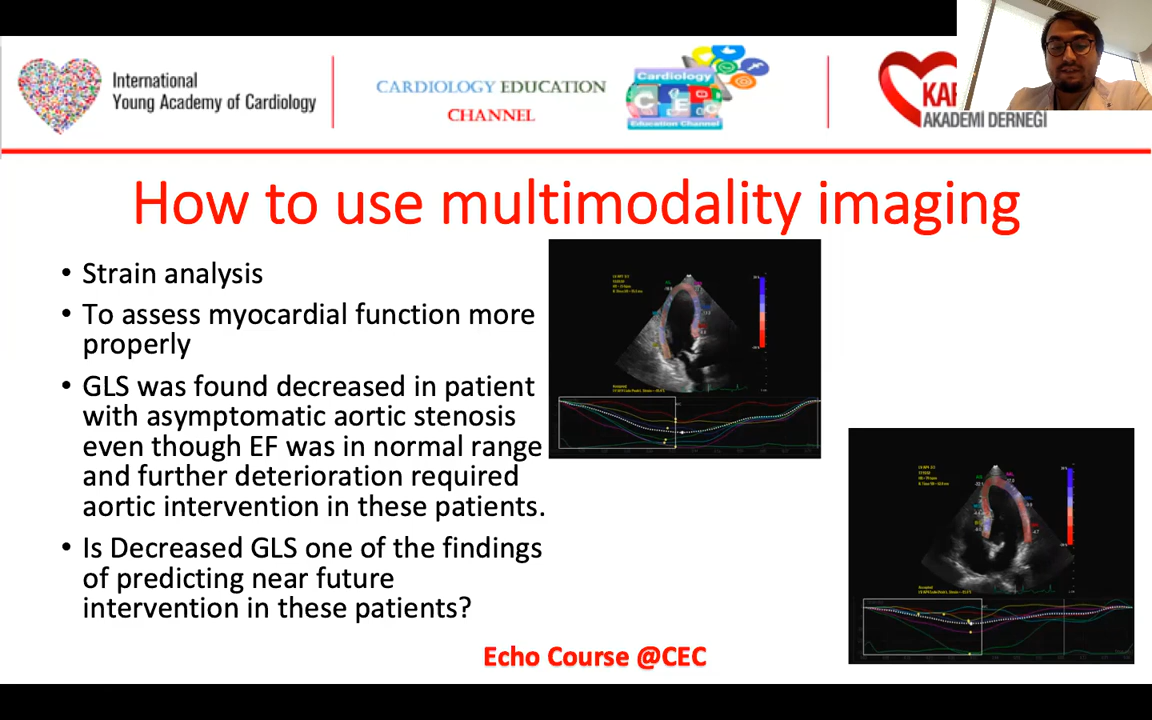 International
Young Academy of Cardiology
CARDIOLOGY EDUCATION
CHANNEL
Cardiology
C F E C
Education Channel
AKADEMİ DERNEĞİ
How to use multimodality imaging
• Strain analysis
• To assess myocardial function more
properly
• GLS was found decreased in patient
with asymptomatic aortic stenosis
even though EF was in normal range
and further deterioration required
aortic intervention in these patients.
• Is Decreased GLS one of the findings
of predicting near future
intervention in these patients?
Echo Course @CEC